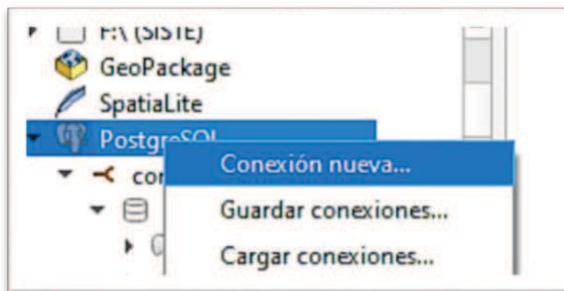 F:\ (SISTE)
GeoPackage
SpatiaLite
PostgreSQL
Conexión nueva...
Guardar conexiones...
Cargar conexiones...